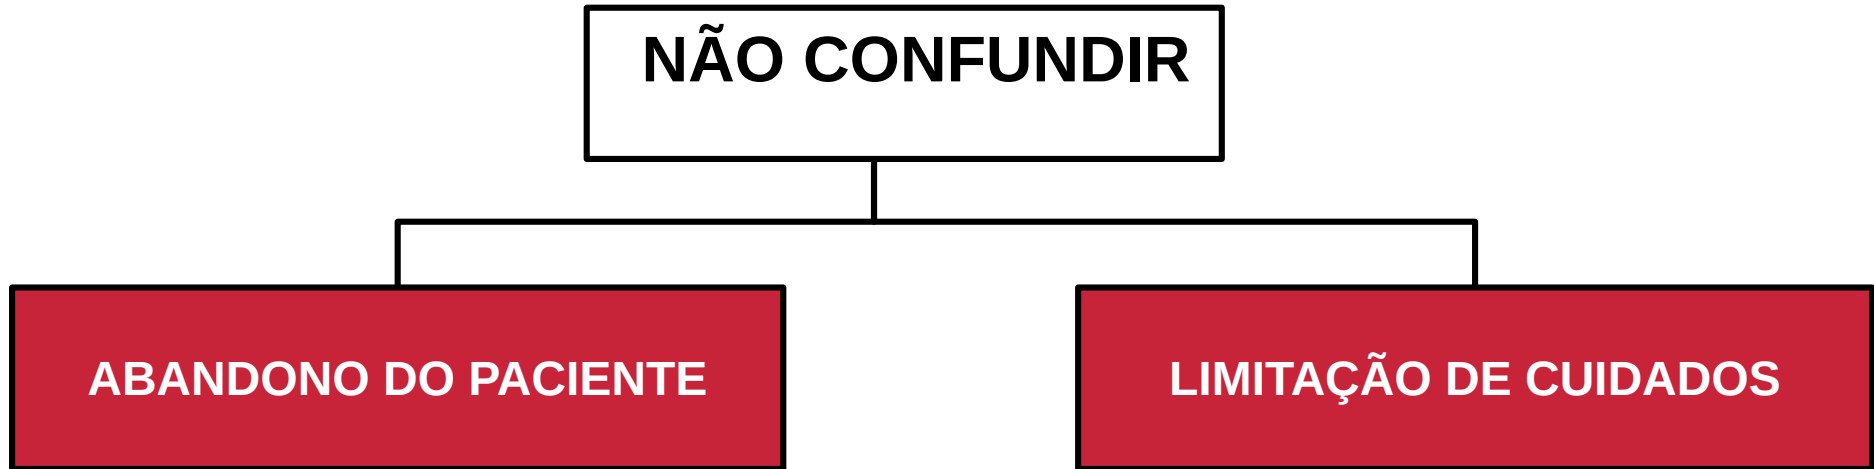 NÃO CONFUNDIR
ABANDONO DO PACIENTE
LIMITAÇÃO DE CUIDADOS